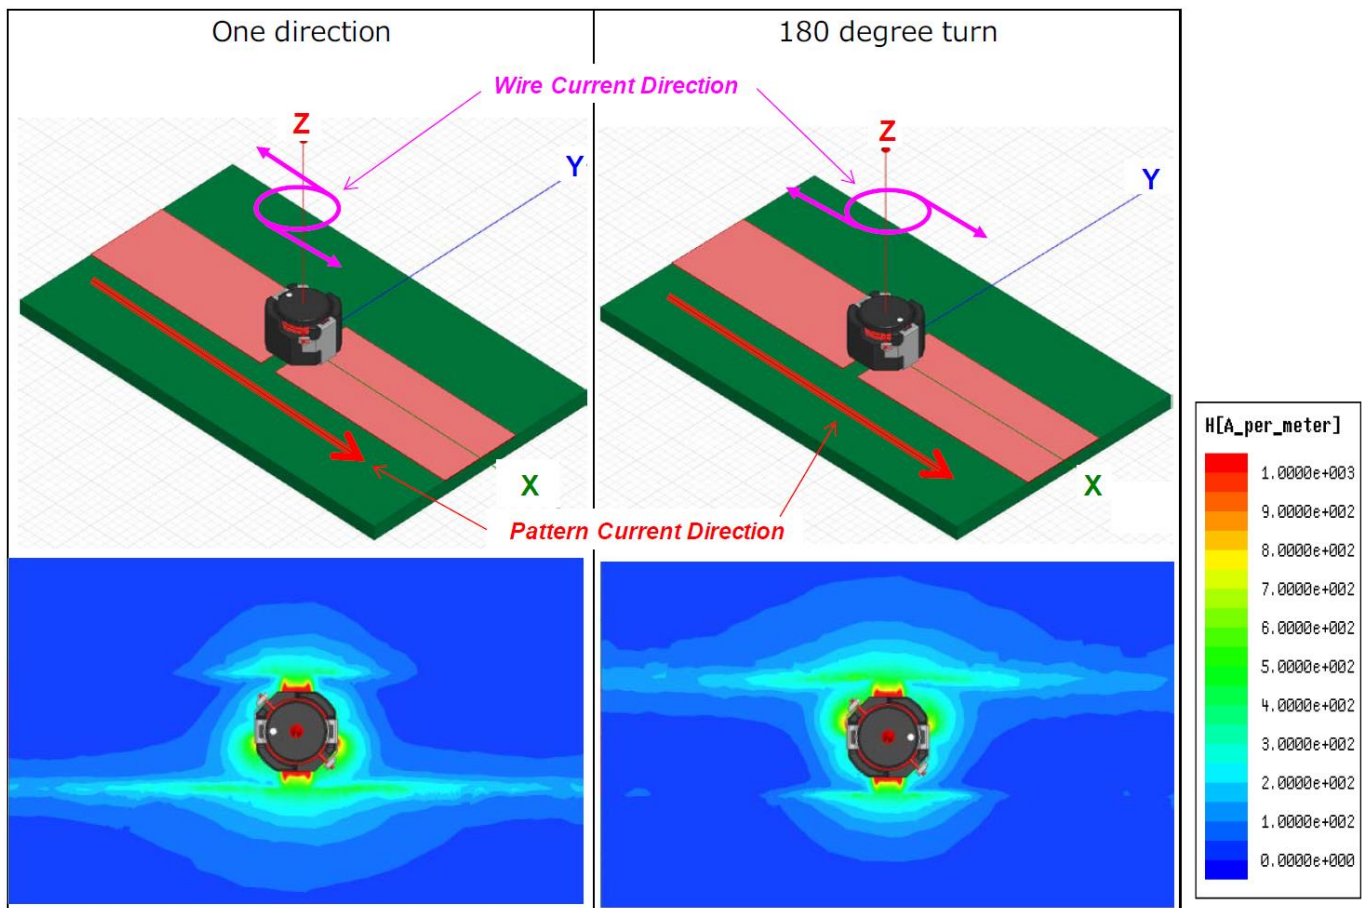 One direction
180 degree turn
Wire Current Direction
Z
Y
X
Z
Y
X
Pattern Current Direction
H[A_per_meter]
1.0000e+003
9.0000e+002
8.0000e+002
7.0000e+002
6.0000e+002
5.0000e+002
4.0000e+002
3.0000e+002
2.0000e+002
1.0000e+002
0.0000e+000